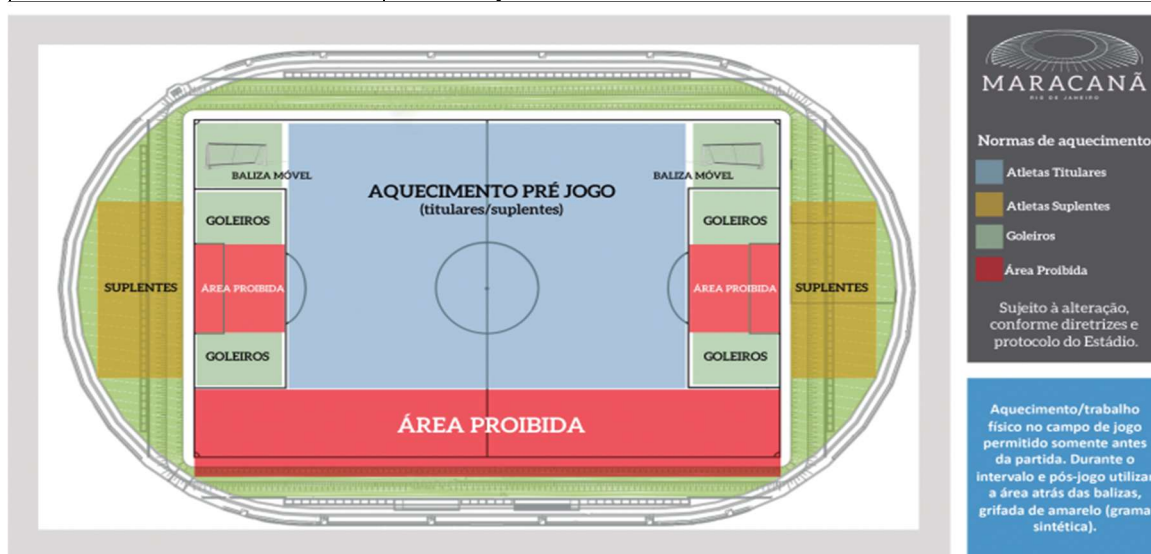 BALIZA MÓVEL
BALIZA MÓVEL
AQUECIMENTO PRÉ JOGO
(titulares/suplentes)
GOLEIROS
GOLEIROS
SUPLENTES
ÁREA PROIBIDA
ÁREA PROIBIDA
SUPLENTES
GOLEIROS
GOLEIROS
ÁREA PROIBIDA
MARACANÃ
RIO DE JANEIRO
Normas de aquecimento
Atletas Titulares
Atletas Suplentes
Goleiros
Área Proibida
Sujeito à alteração,
conforme diretrizes e
protocolo do Estádio.
Aquecimento/trabalho
físico no campo de jogo
permitido somente antes
da partida. Durante o
intervalo e pós-jogo utilizar
a área atrás das balizas,
grifada de amarelo (grama
sintética).